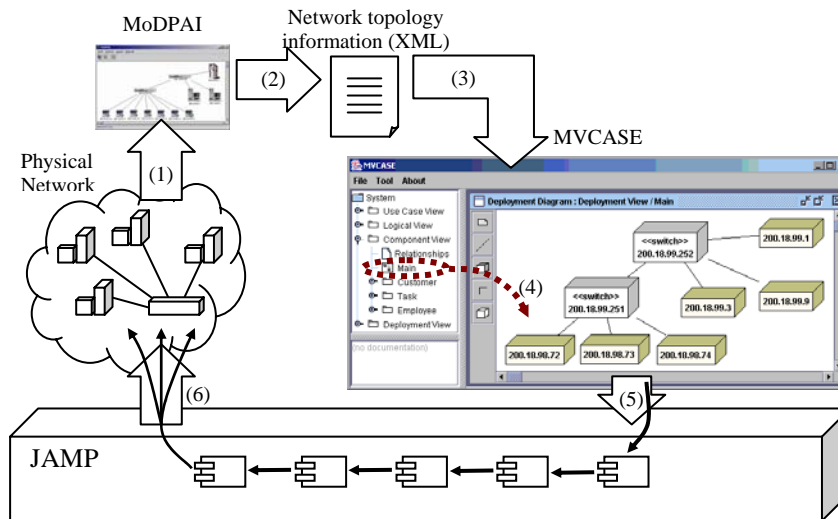 MoDPAI
Network topology
information (XML)
(2)
(3)
MVCASE
Physical
Network
(1)
MVCASE
File Tool About
System
Use Case View
Logical View
Component View
Relationships
Main
Customer
Task
Employee
Deployment View
(no documentation)
Deployment Diagram : Deployment View / Main
<<switch>>
200.18.99.252
200.18.99.1
(4)
<<switch>>
200.18.99.251
200.18.99.3
200.18.99.9
200.18.98.72
200.18.98.73
200.18.98.74
(5)
(6)
JAMP